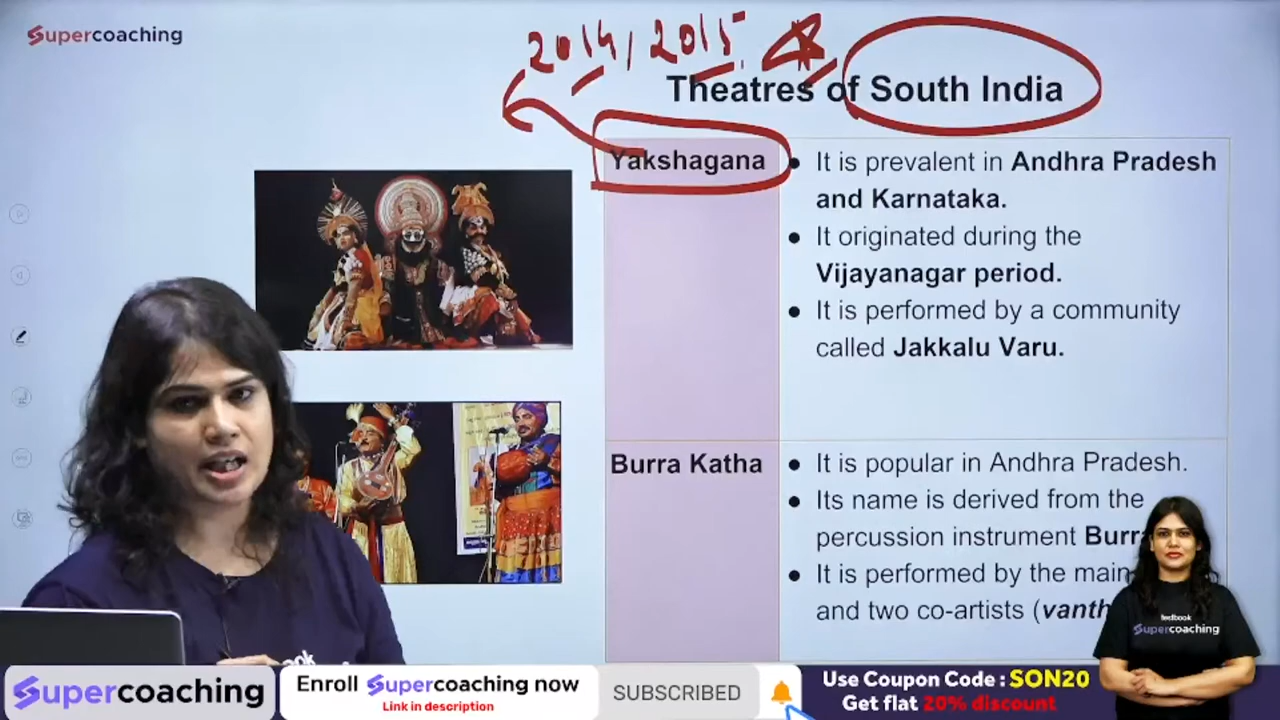 Supercoaching
2014, 2015
Theatres of South India
Yakshagana
● It is prevalent in Andhra Pradesh
and Karnataka.
● It originated during the
Vijayanagar period.
● It is performed by a community
called Jakkalu Varu.
Burra Katha
● It is popular in Andhra Pradesh.
● Its name is derived from the
percussion instrument Burr
● It is performed by the main
and two co-artists (vanth
testbook
Supercoaching
Supercoaching
Enroll Supercoaching now
Link in description
SUBSCRIBED
Use Coupon Code : SON20
Get flat 20% discount